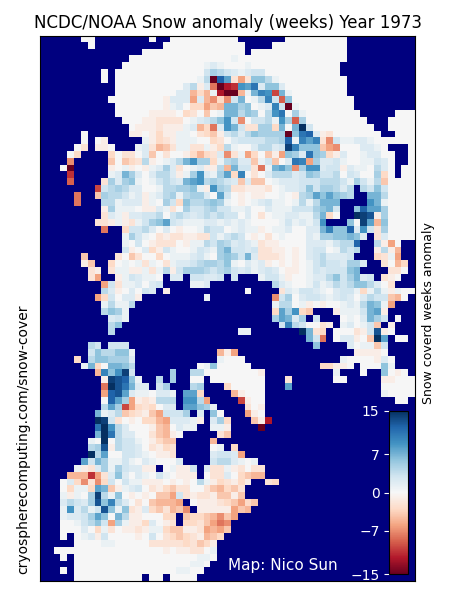 NCDC/NOAA Snow anomaly (weeks) Year 1973
cryospherecomputing.com/snow-cover
Snow coverd weeks anomaly
15
7
0
−7
−15
Map: Nico Sun